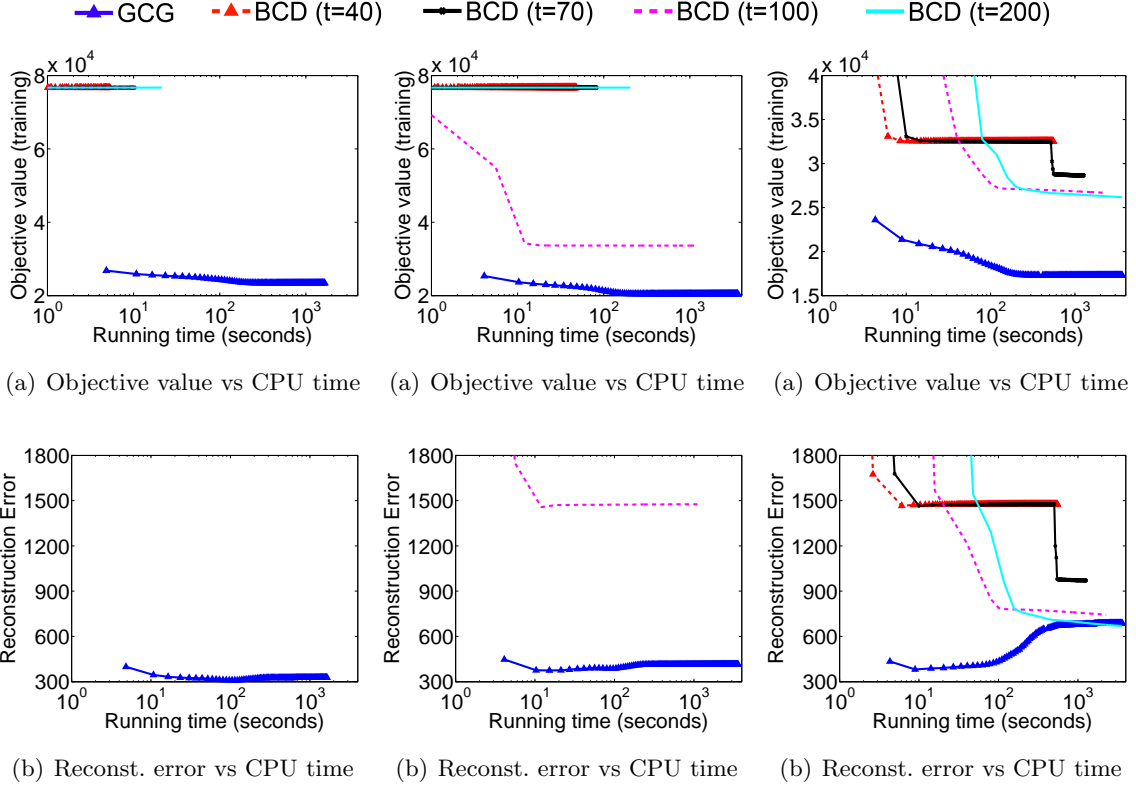 GCG BCD (t=40) BCD (t=70) BCD (t=100) BCD (t=200)
x 10^4
8
6
4
2
Objective value (training)
10^0 10^1 10^2 10^3
Running time (seconds)
(a) Objective value vs CPU time
x 10^4
8
6
4
2
Objective value (training)
10^0 10^1 10^2 10^3
Running time (seconds)
(a) Objective value vs CPU time
x 10^4
4
3.5
3
2.5
2
1.5
Objective value (training)
10^0 10^1 10^2 10^3
Running time (seconds)
(a) Objective value vs CPU time
1800
1500
1200
900
600
300
Reconstruction Error
10^0 10^1 10^2 10^3
Running time (seconds)
(b) Reconst. error vs CPU time
1800
1500
1200
900
600
300
Reconstruction Error
10^0 10^1 10^2 10^3
Running time (seconds)
(b) Reconst. error vs CPU time
1800
1500
1200
900
600
300
Reconstruction Error
10^0 10^1 10^2 10^3
Running time (seconds)
(b) Reconst. error vs CPU time